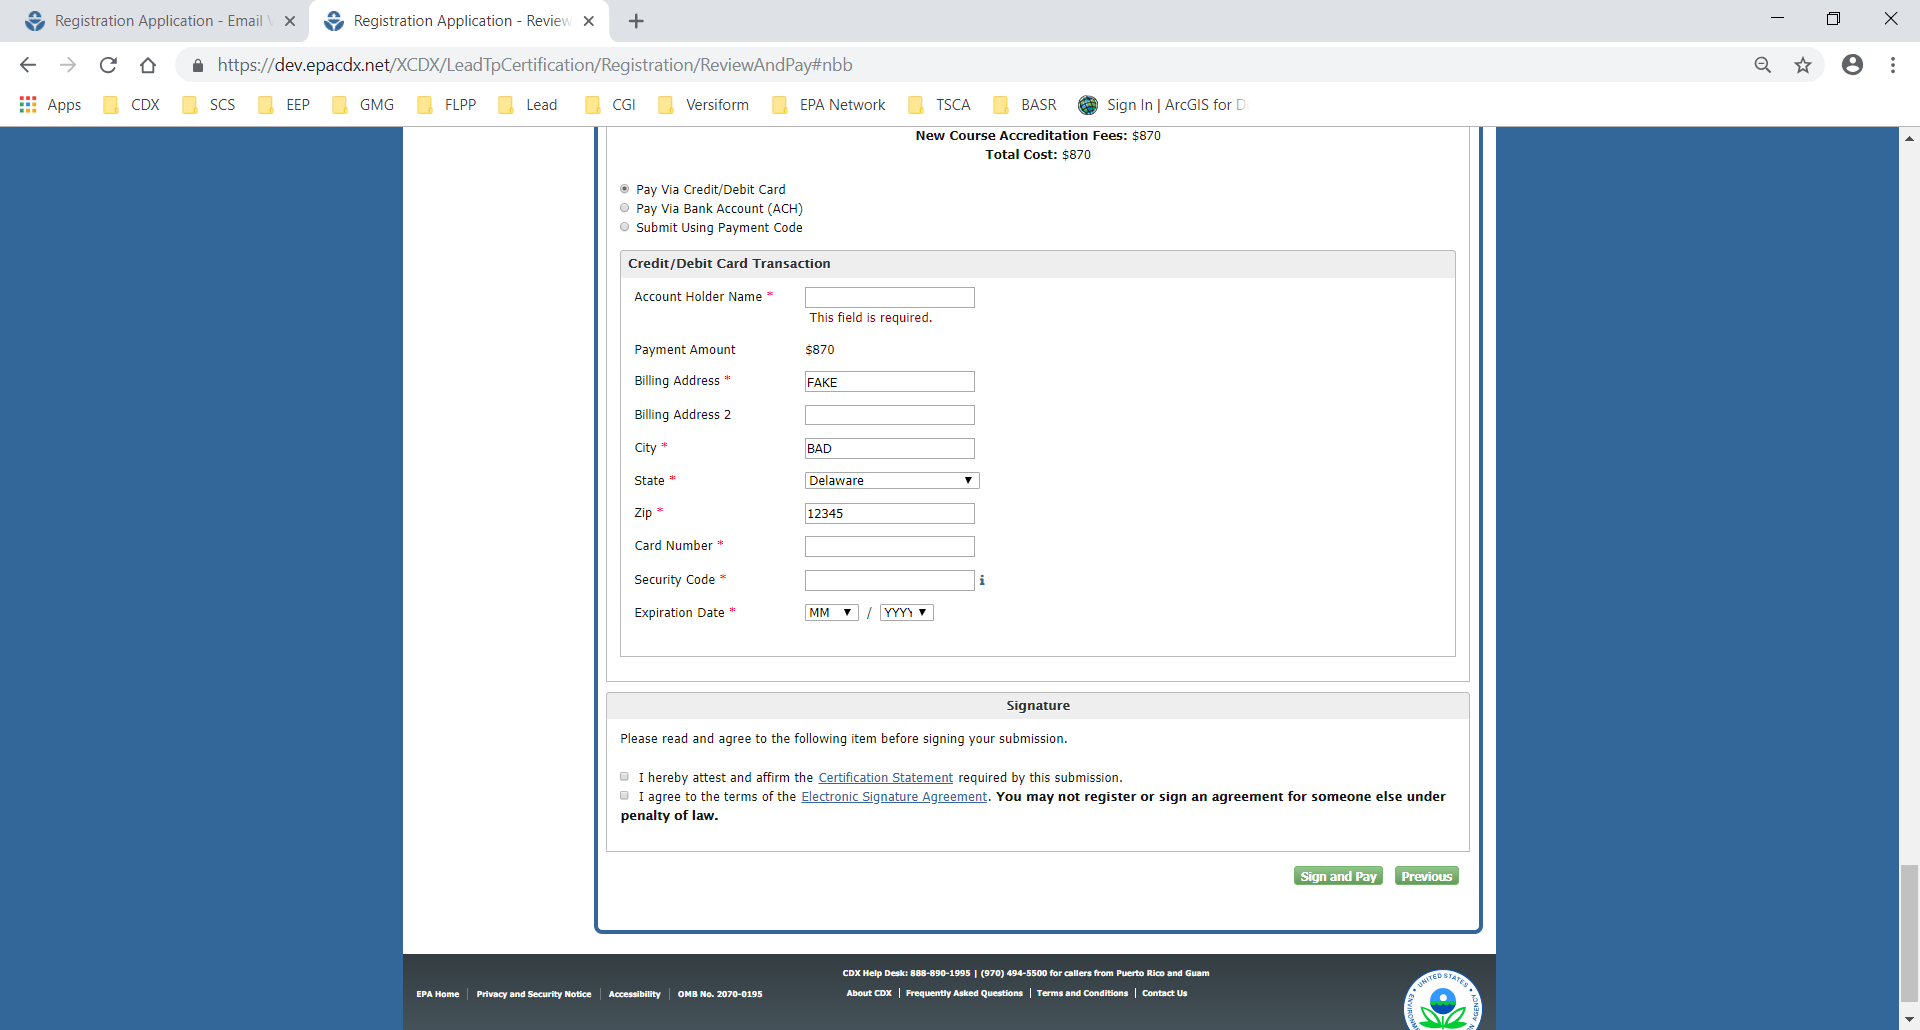 Registration Application - Email
Registration Application - Review
https://dev.epacdx.net/XCDX/LeadTpCertification/Registration/ReviewAndPay#nbb
Apps CDX SCS EEP GMG FLPP Lead CGI Versiform EPA Network TSCA BASR Sign In | ArcGIS for D
New Course Accreditation Fees: $870
Total Cost: $870
Pay Via Credit/Debit Card
Pay Via Bank Account (ACH)
Submit Using Payment Code
Credit/Debit Card Transaction
Account Holder Name *
This field is required.
Payment Amount $870
Billing Address * FAKE
Billing Address 2
City * BAD
State * Delaware
Zip * 12345
Card Number *
Security Code *
Expiration Date * MM / YYYY
Signature
Please read and agree to the following item before signing your submission.
I hereby attest and affirm the Certification Statement required by this submission.
I agree to the terms of the Electronic Signature Agreement. You may not register or sign an agreement for someone else under
penalty of law.
Sign and Pay Previous
CDX Help Desk: 888-890-1995 | (970) 494-5500 for callers from Puerto Rico and Guam
EPA Home | Privacy and Security Notice | Accessibility | OMB No. 2070-0195
About CDX | Frequently Asked Questions | Terms and Conditions | Contact Us
UNITED STATES